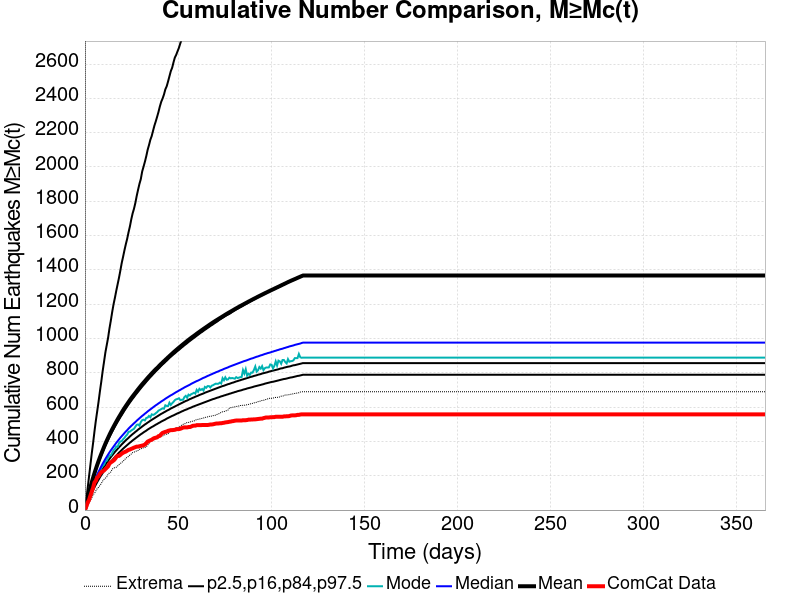 Cumulative Number Comparison, M≥Mc(t)
Cumulative Num Earthquakes M≥Mc(t)
2600
2400
2200
2000
1800
1600
1400
1200
1000
800
600
400
200
0
0 50 100 150 200 250 300 350
Time (days)
Extrema p2.5,p16,p84,p97.5 Mode Median Mean ComCat Data